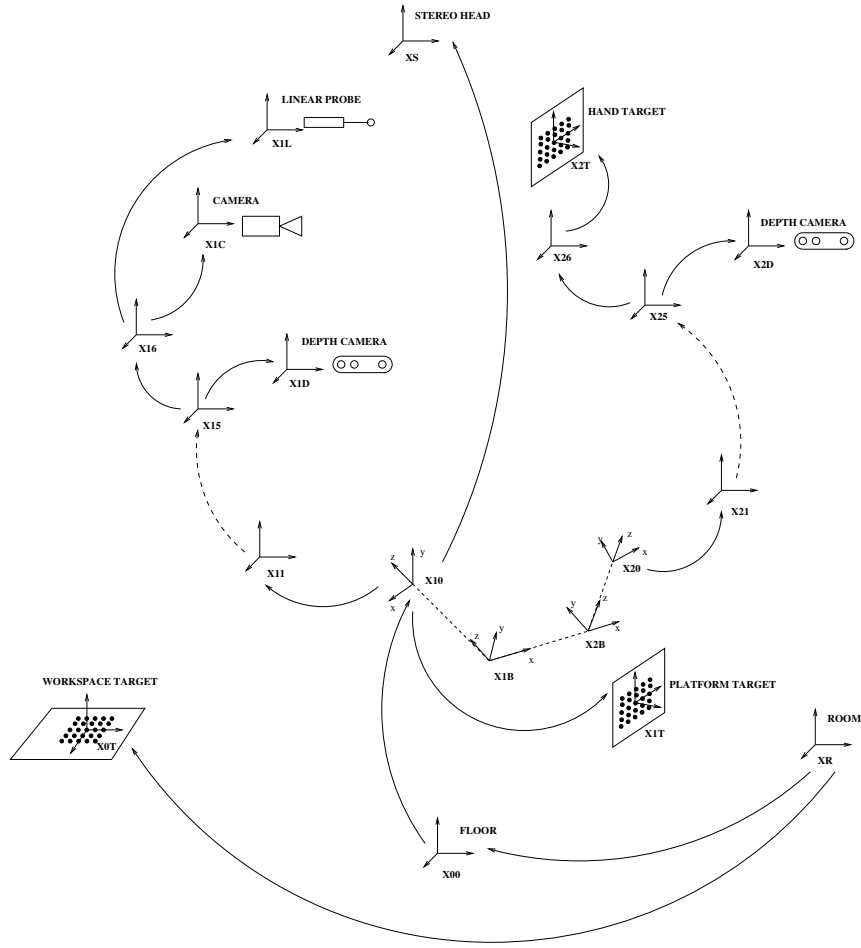 STEREO HEAD
XS
LINEAR PROBE
X1L
HAND TARGET
X2T
CAMERA
X1C
DEPTH CAMERA
X2D
X26
X25
X16
DEPTH CAMERA
X1D
X15
X21
X11
z
y
x
X10
y
z
x
X20
y
z
x
X2B
z
y
x
X1B
WORKSPACE TARGET
X0T
PLATFORM TARGET
X1T
ROOM
XR
FLOOR
X00